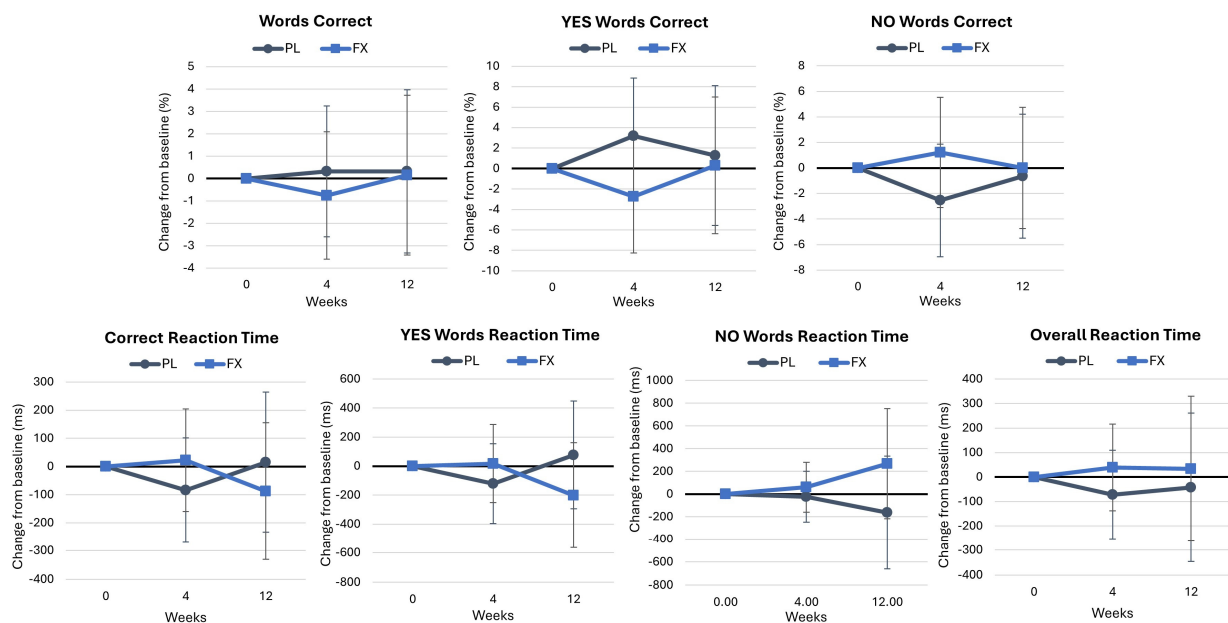 Words Correct
PL FX
Change from baseline (%)
5
4
3
2
1
0
-1
-2
-3
-4
0 4 12
Weeks
YES Words Correct
PL FX
Change from baseline (%)
10
8
6
4
2
0
-2
-4
-6
-8
-10
0 4 12
Weeks
NO Words Correct
PL FX
Change from baseline (%)
8
6
4
2
0
-2
-4
-6
-8
0 4 12
Weeks
Correct Reaction Time
PL FX
Change from baseline (ms)
300
200
100
0
-100
-200
-300
-400
0 4 12
Weeks
YES Words Reaction Time
PL FX
Change from baseline (ms)
600
400
200
0
-200
-400
-600
-800
0 4 12
Weeks
NO Words Reaction Time
PL FX
Change from baseline (ms)
1000
800
600
400
200
0
-200
-400
-600
-800
0.00 4.00 12.00
Weeks
Overall Reaction Time
PL FX
Change from baseline (ms)
400
300
200
100
0
-100
-200
-300
-400
0 4 12
Weeks